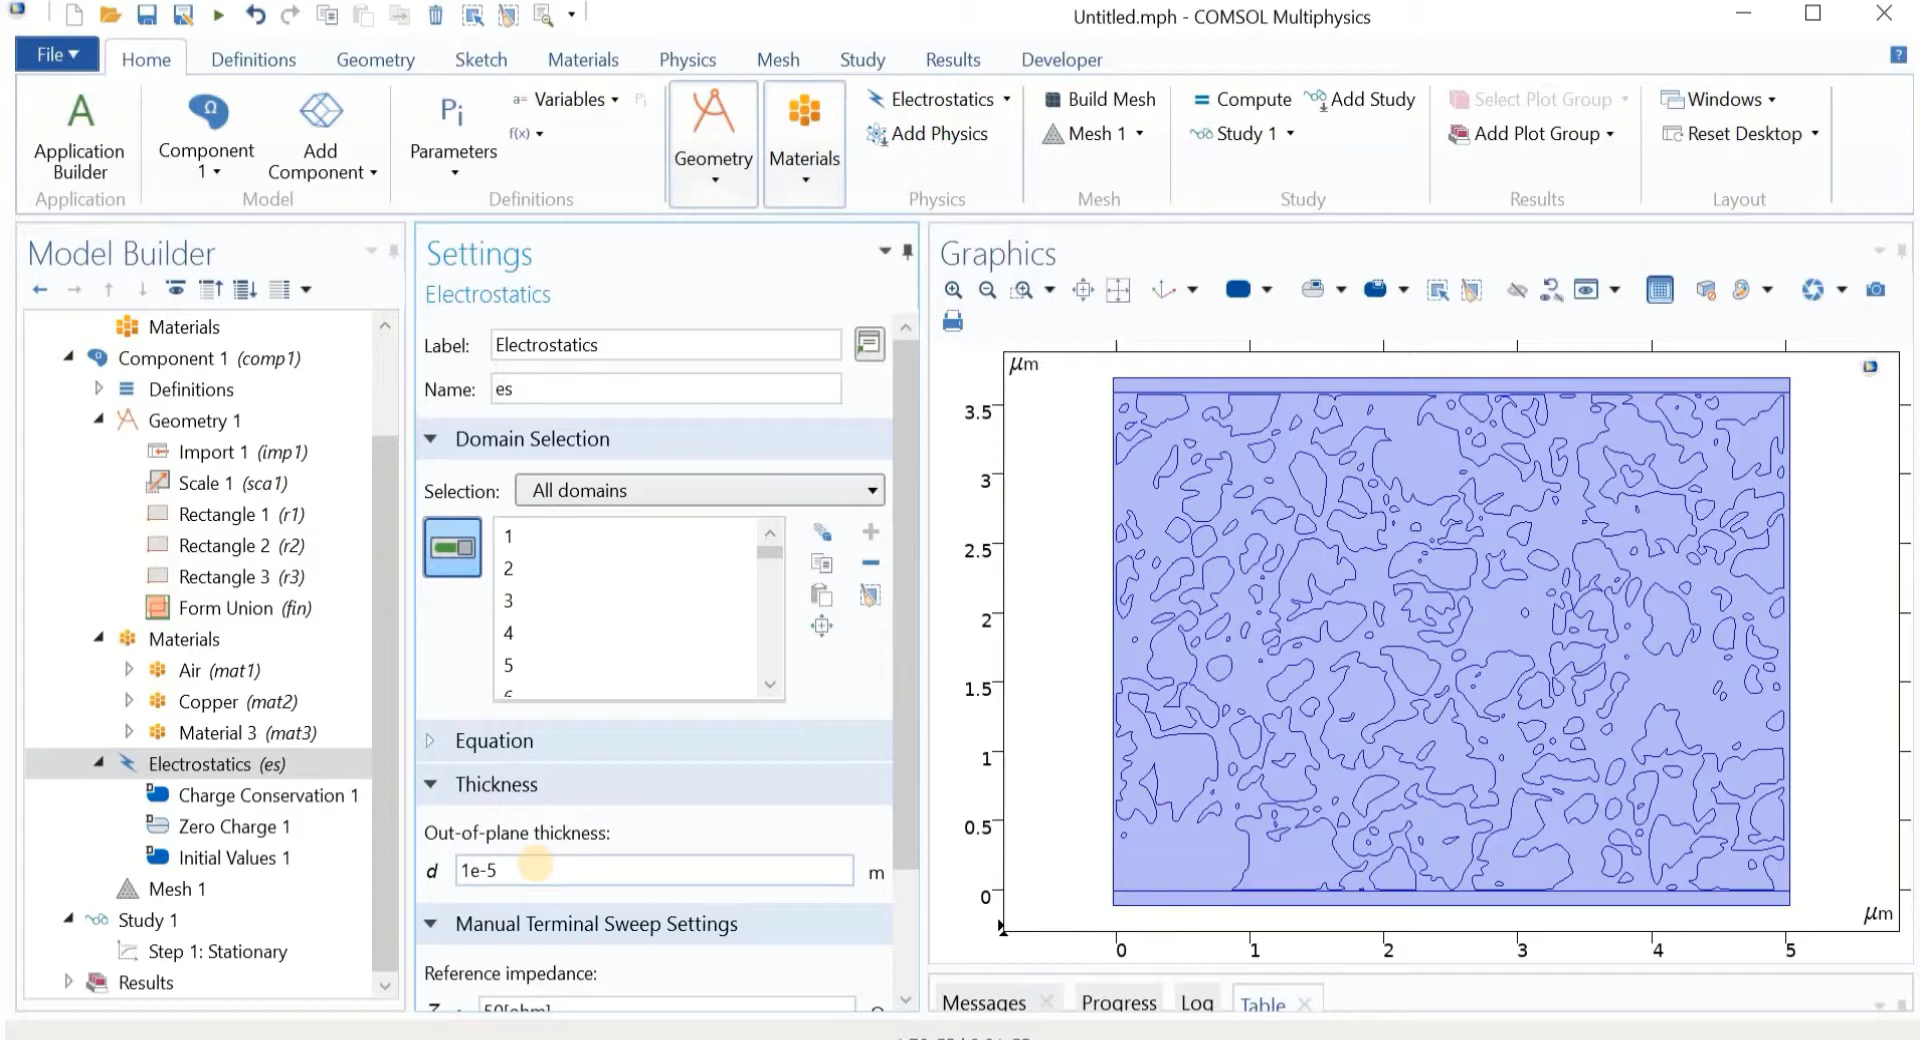 Untitled.mph - COMSOL Multiphysics
File
Home
Definitions
Geometry
Sketch
Materials
Physics
Mesh
Study
Results
Developer
?
A
Application
Builder
Application
Ω
Component
1
Add
Component
Model
Pi
Parameters
a= Variables
Pi
f(x)
Definitions
Geometry
Materials
Electrostatics
Add Physics
Physics
Build Mesh
Mesh 1
Mesh
= Compute
Add Study
Study 1
Study
Select Plot Group
Add Plot Group
Results
Windows
Reset Desktop
Layout
Model Builder
Materials
Component 1 (comp1)
Definitions
Geometry 1
Import 1 (imp1)
Scale 1 (sca1)
Rectangle 1 (r1)
Rectangle 2 (r2)
Rectangle 3 (r3)
Form Union (fin)
Materials
Air (mat1)
Copper (mat2)
Material 3 (mat3)
Electrostatics (es)
D Charge Conservation 1
D Zero Charge 1
D Initial Values 1
Mesh 1
Study 1
Step 1: Stationary
Results
Settings
Electrostatics
Label: Electrostatics
Name: es
Domain Selection
Selection: All domains
1
2
3
4
5
Equation
Thickness
Out-of-plane thickness:
d 1e-5 m
Manual Terminal Sweep Settings
Reference impedance:
50[ohm]
Graphics
μm
3.5
3
2.5
2
1.5
1
0.5
0
μm
0 1 2 3 4 5
Messages
Progress
Log
Table